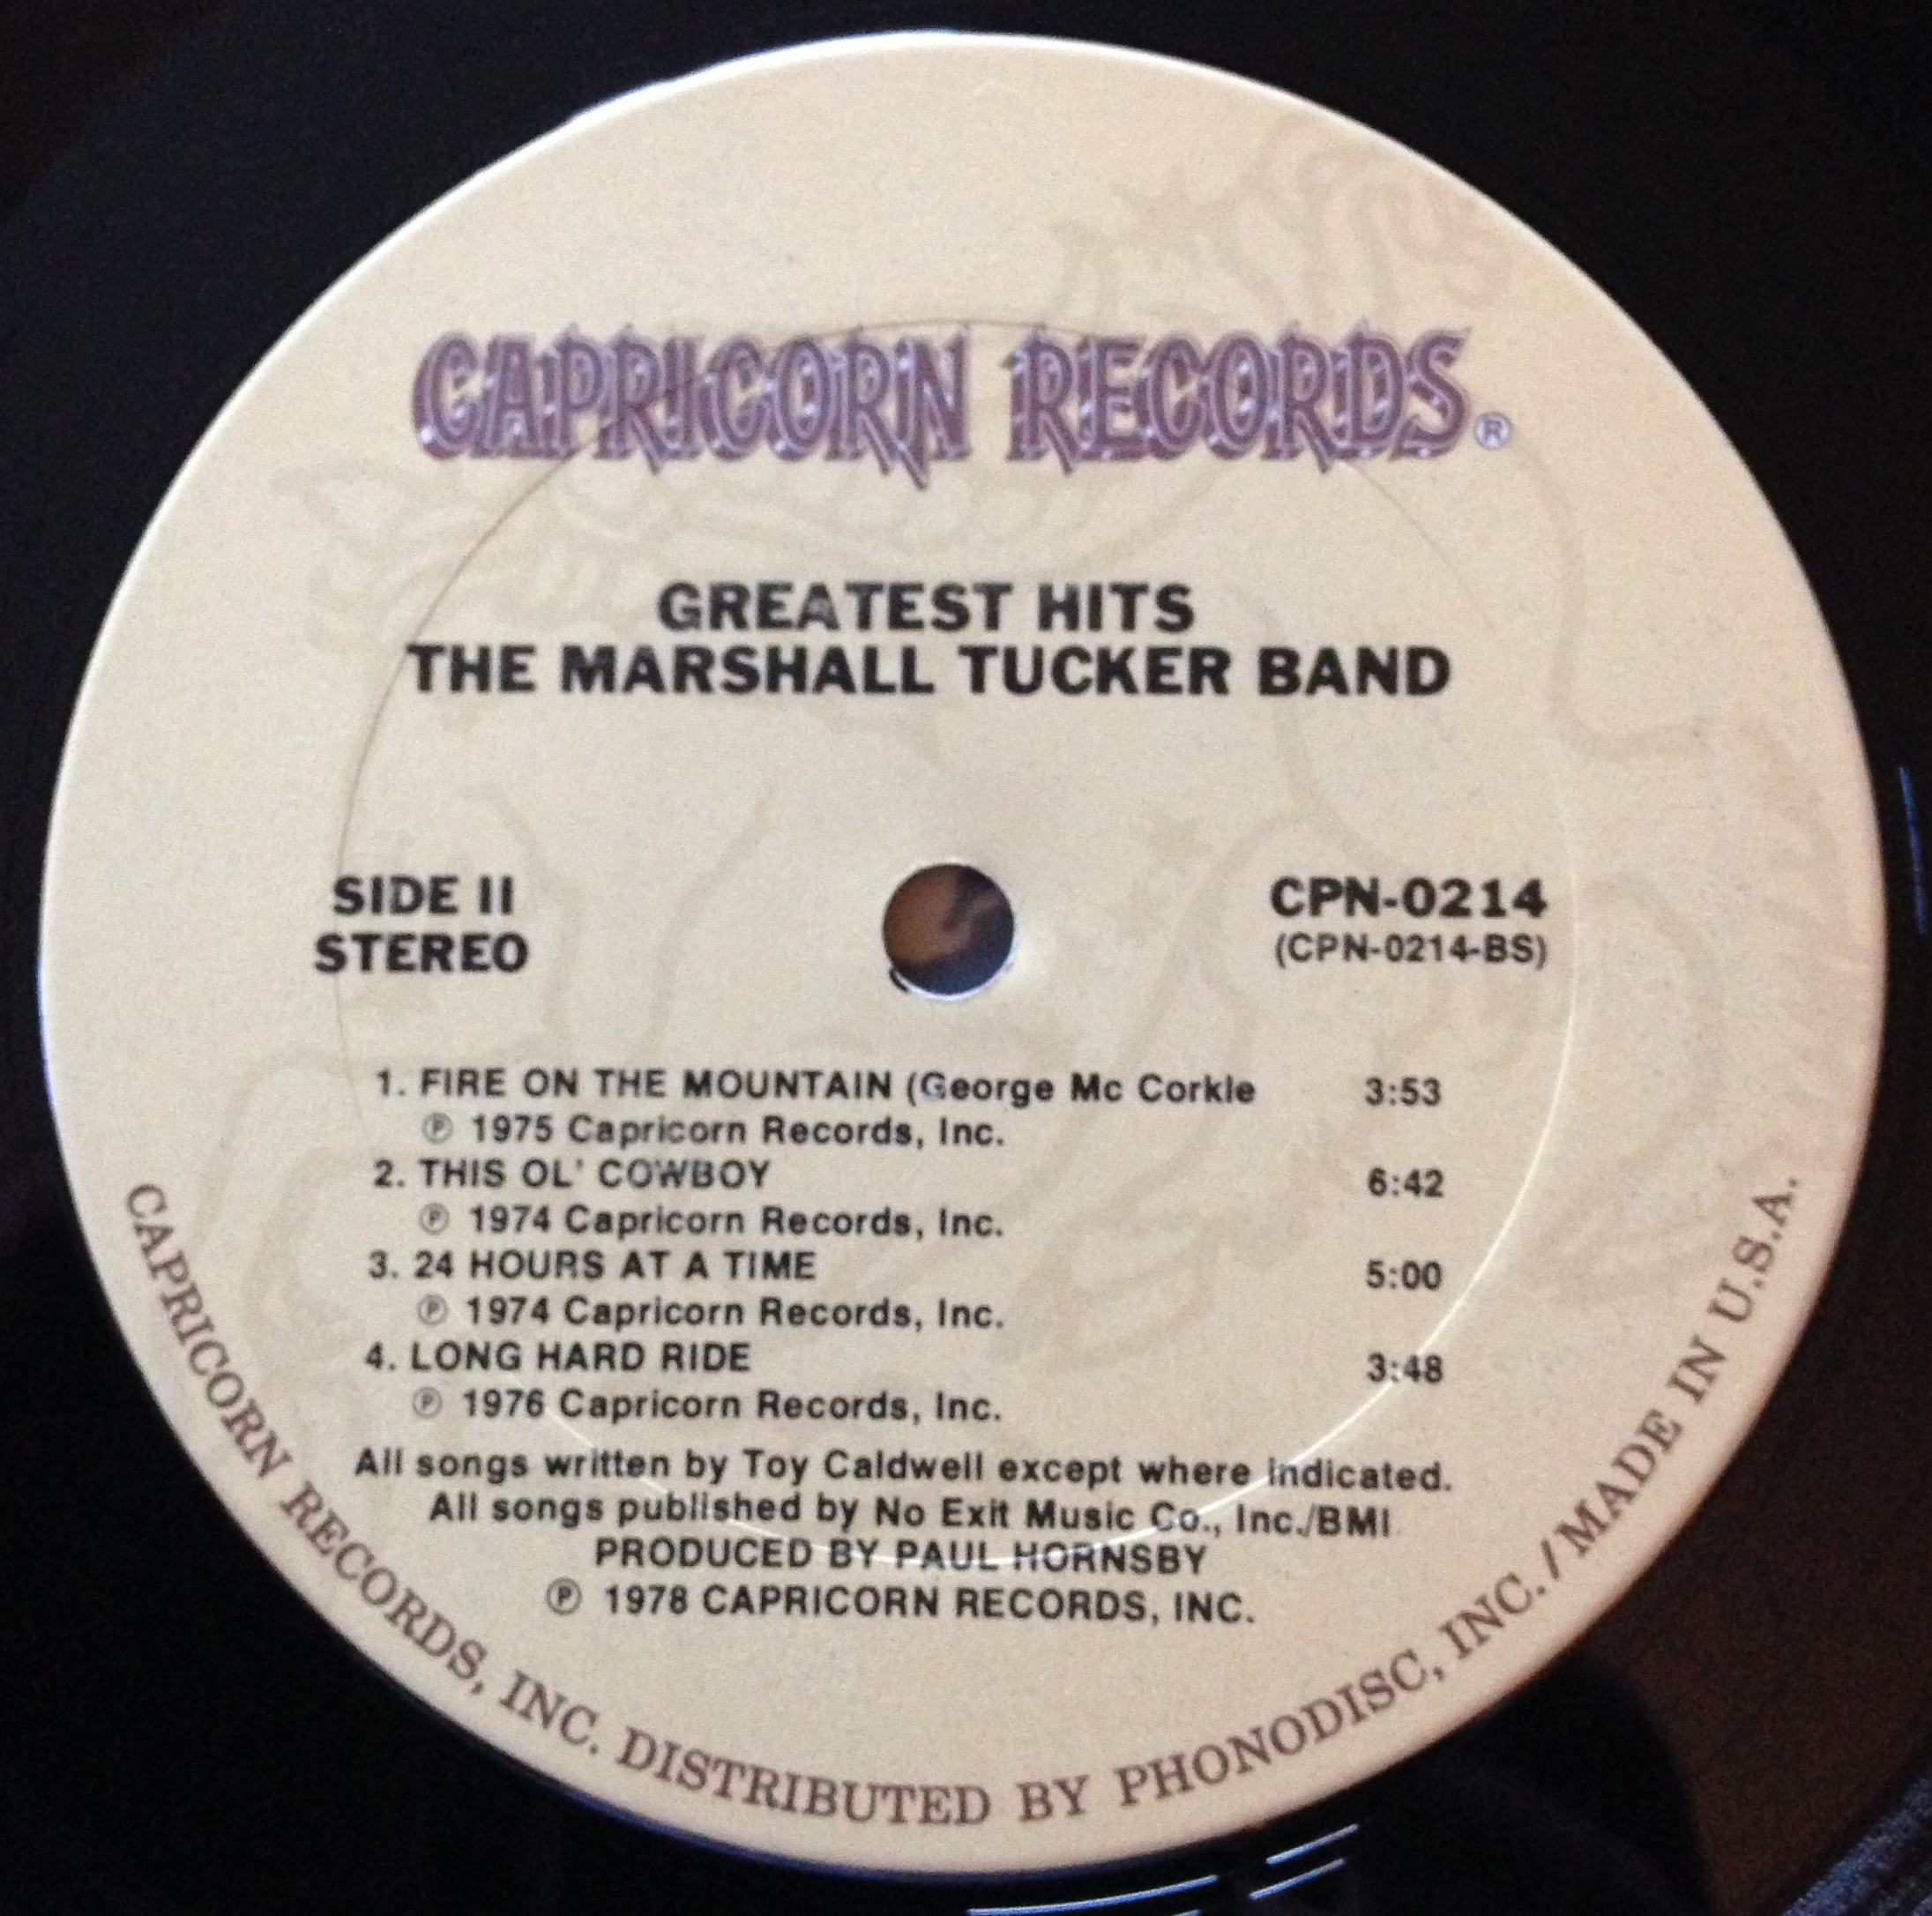 CAPRICORN RECORDS®
GREATEST HITS
THE MARSHALL TUCKER BAND
SIDE II
STEREO
CPN-0214
(CPN-0214-BS)
1. FIRE ON THE MOUNTAIN (George Mc Corkle 3:53
℗ 1975 Capricorn Records, Inc.
2. THIS OL' COWBOY 6:42
℗ 1974 Capricorn Records, Inc.
3. 24 HOURS AT A TIME 5:00
℗ 1974 Capricorn Records, Inc.
4. LONG HARD RIDE 3:48
℗ 1976 Capricorn Records, Inc.
All songs written by Toy Caldwell except where indicated.
All songs published by No Exit Music Co., Inc./BMI
PRODUCED BY PAUL HORNSBY
℗ 1978 CAPRICORN RECORDS, INC.
CAPRICORN RECORDS, INC. DISTRIBUTED BY PHONODISC, INC. / MADE IN U.S.A.